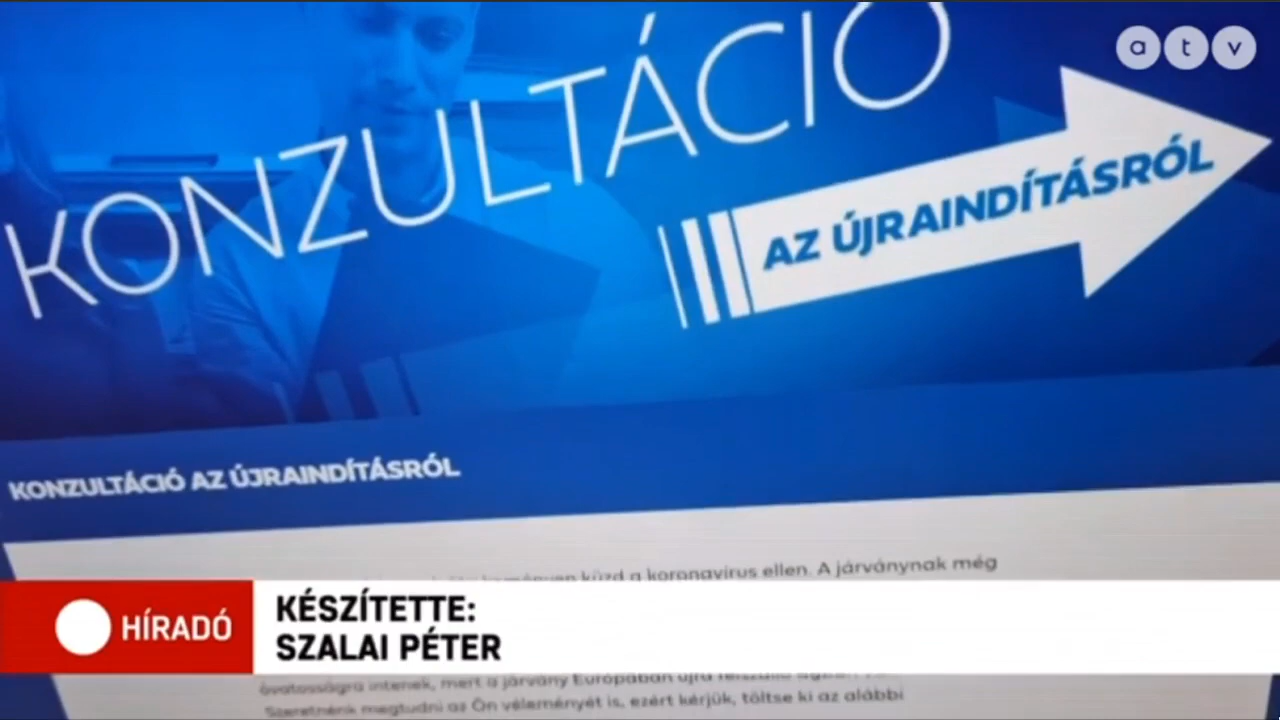 a t v
KONZULTÁCIÓ
AZ ÚJRAINDÍTÁSRÓL
KONZULTÁCIÓ AZ ÚJRAINDÍTÁSRÓL
küzd a koronavírus ellen. A járványnak még
HÍRADÓ
KÉSZÍTETTE:
SZALAI PÉTER
óvatosságra intenek, mert a járvány Európában újra
Szeretnénk megtudni az Ön véleményét is, ezért kérjük, töltse ki az alábbi